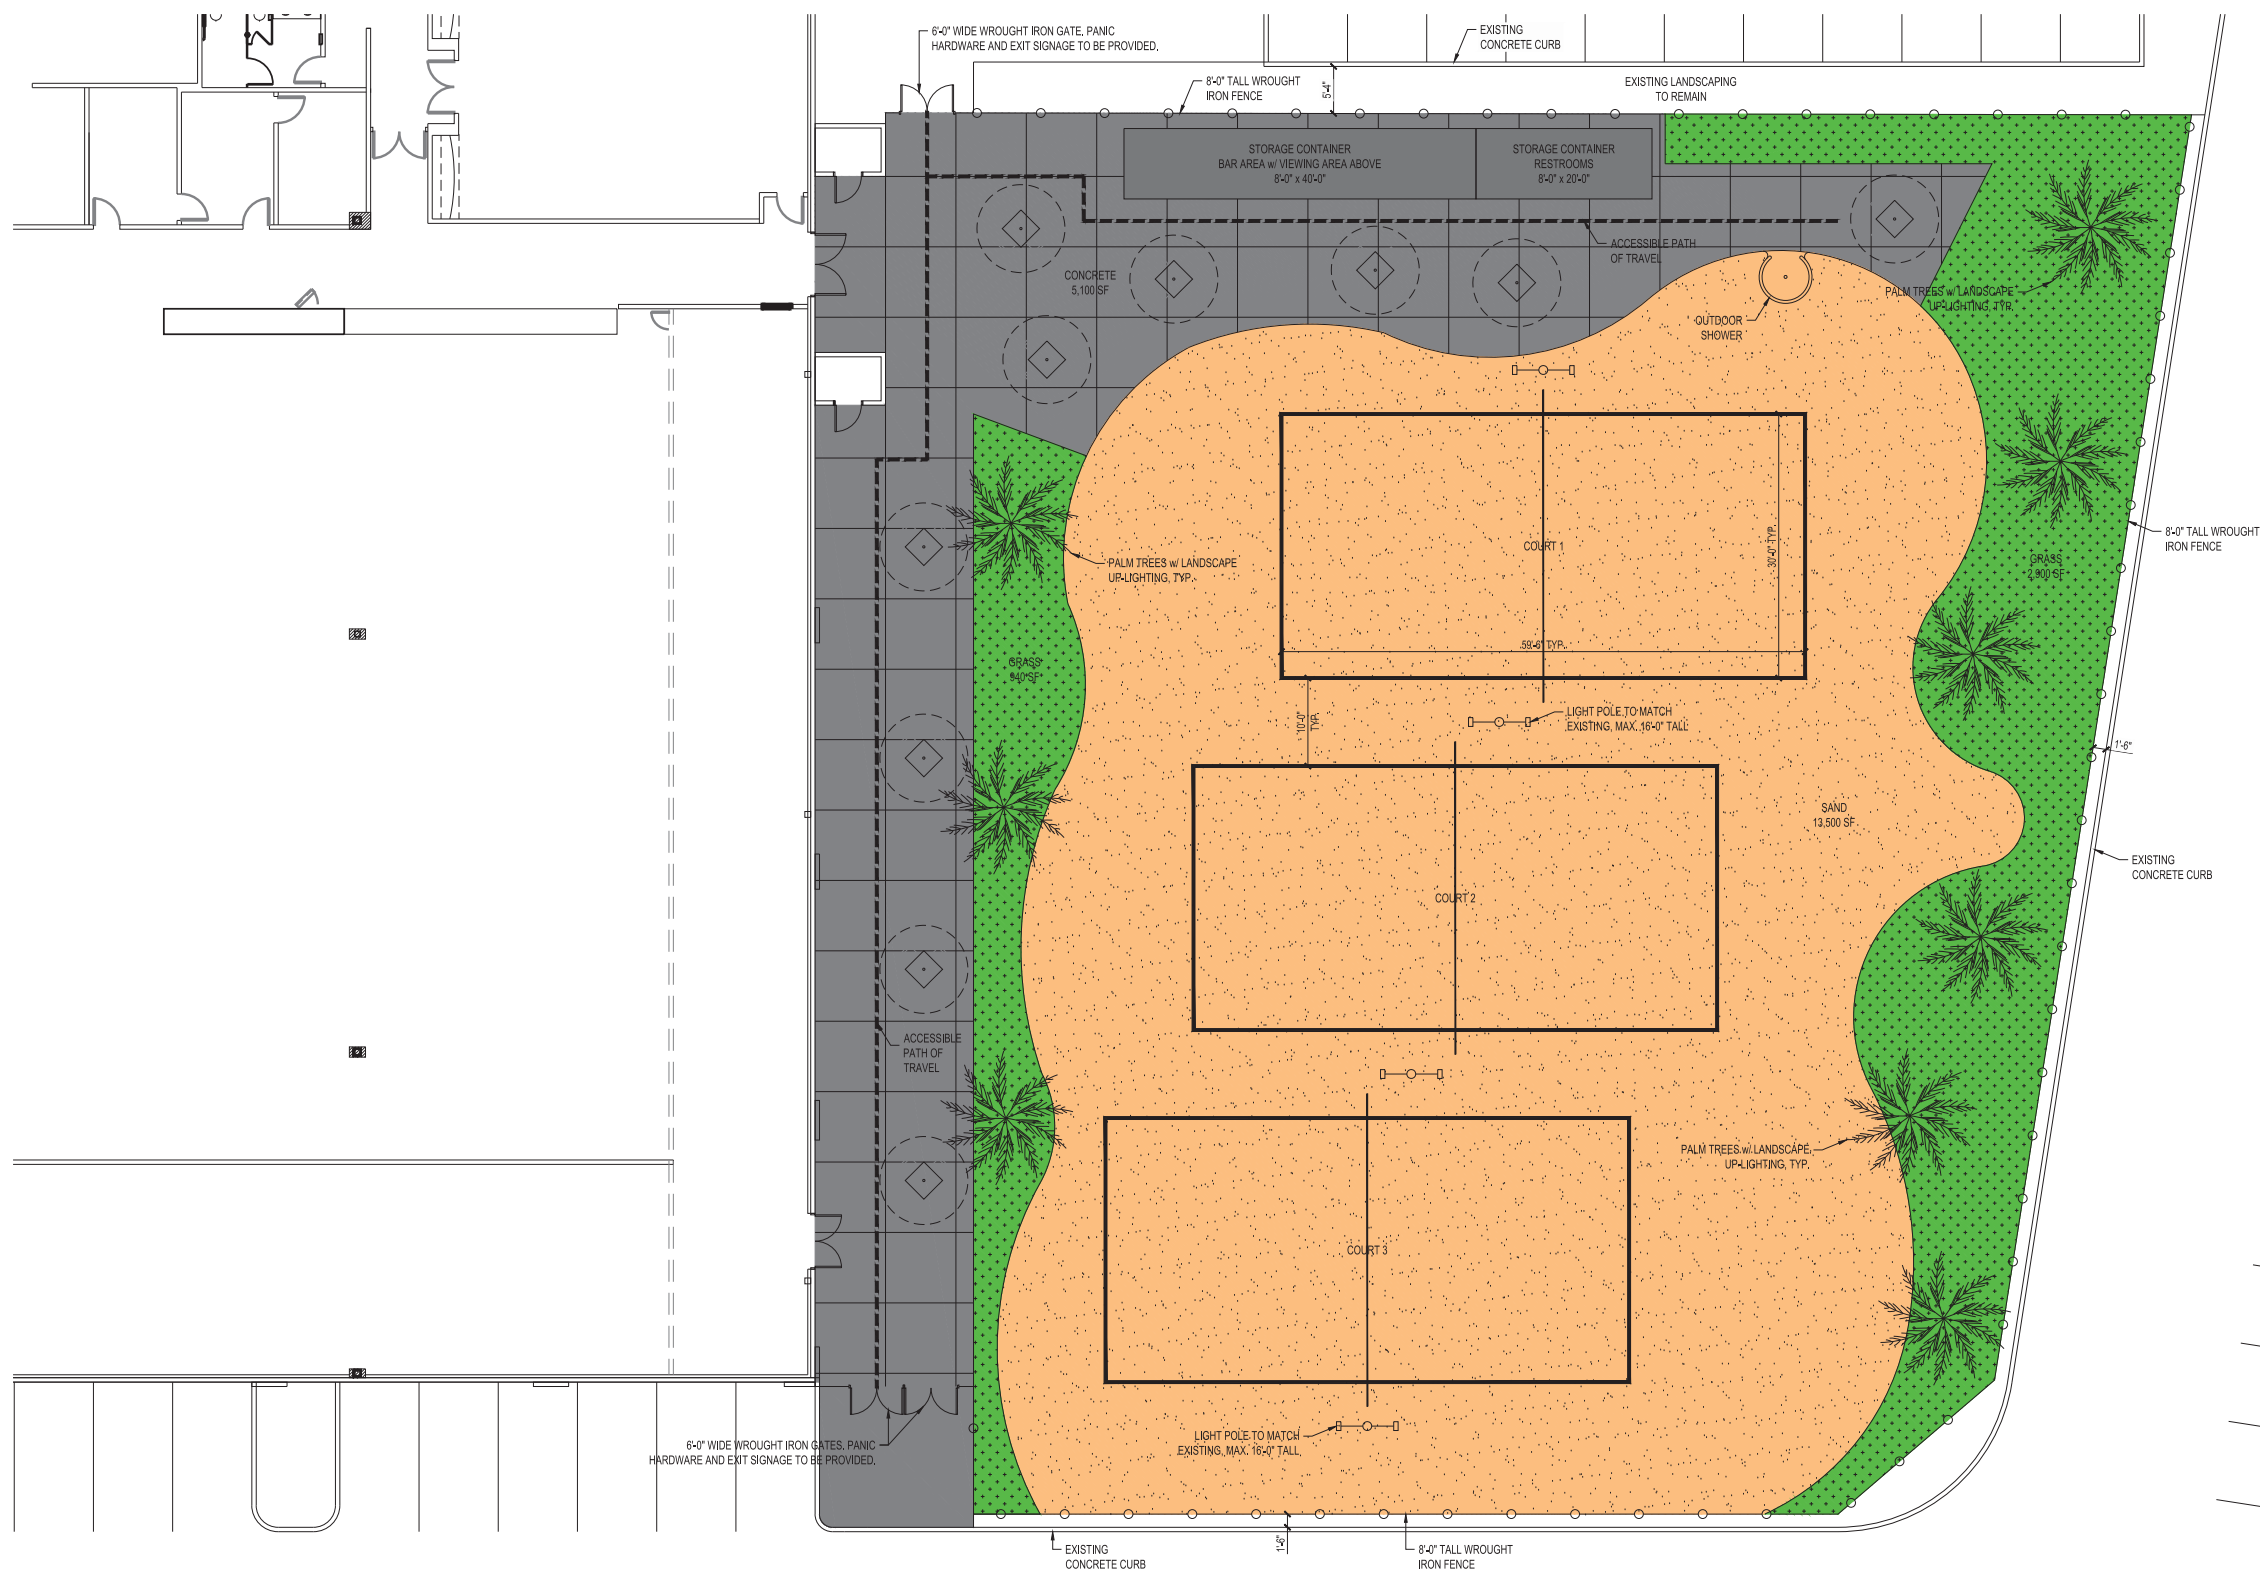 6'-0" WIDE WROUGHT IRON GATE. PANIC
HARDWARE AND EXIT SIGNAGE TO BE PROVIDED.
EXISTING
CONCRETE CURB
8'-0" TALL WROUGHT
IRON FENCE
5'-4"
EXISTING LANDSCAPING
TO REMAIN
STORAGE CONTAINER
BAR AREA w/ VIEWING AREA ABOVE
8'-0" x 40'-0"
STORAGE CONTAINER
RESTROOMS
8'-0" x 20'-0"
ACCESSIBLE PATH
OF TRAVEL
CONCRETE
5,100 SF
PALM TREES w/ LANDSCAPE
UP-LIGHTING, TYP.
OUTDOOR
SHOWER
8'-0" TALL WROUGHT
IRON FENCE
COURT 1
30'-0" TYP.
GRASS
2,900 SF
PALM TREES w/ LANDSCAPE
UP-LIGHTING, TYP.
59'-6" TYP.
GRASS
940 SF
10'-0"
TYP.
LIGHT POLE TO MATCH
EXISTING, MAX. 16'-0" TALL
1'-6"
SAND
13,500 SF
EXISTING
CONCRETE CURB
COURT 2
ACCESSIBLE
PATH OF
TRAVEL
PALM TREES w/ LANDSCAPE
UP-LIGHTING, TYP.
COURT 3
LIGHT POLE TO MATCH
EXISTING, MAX. 16'-0" TALL
6'-0" WIDE WROUGHT IRON GATES. PANIC
HARDWARE AND EXIT SIGNAGE TO BE PROVIDED.
1'-6"
EXISTING
CONCRETE CURB
8'-0" TALL WROUGHT
IRON FENCE